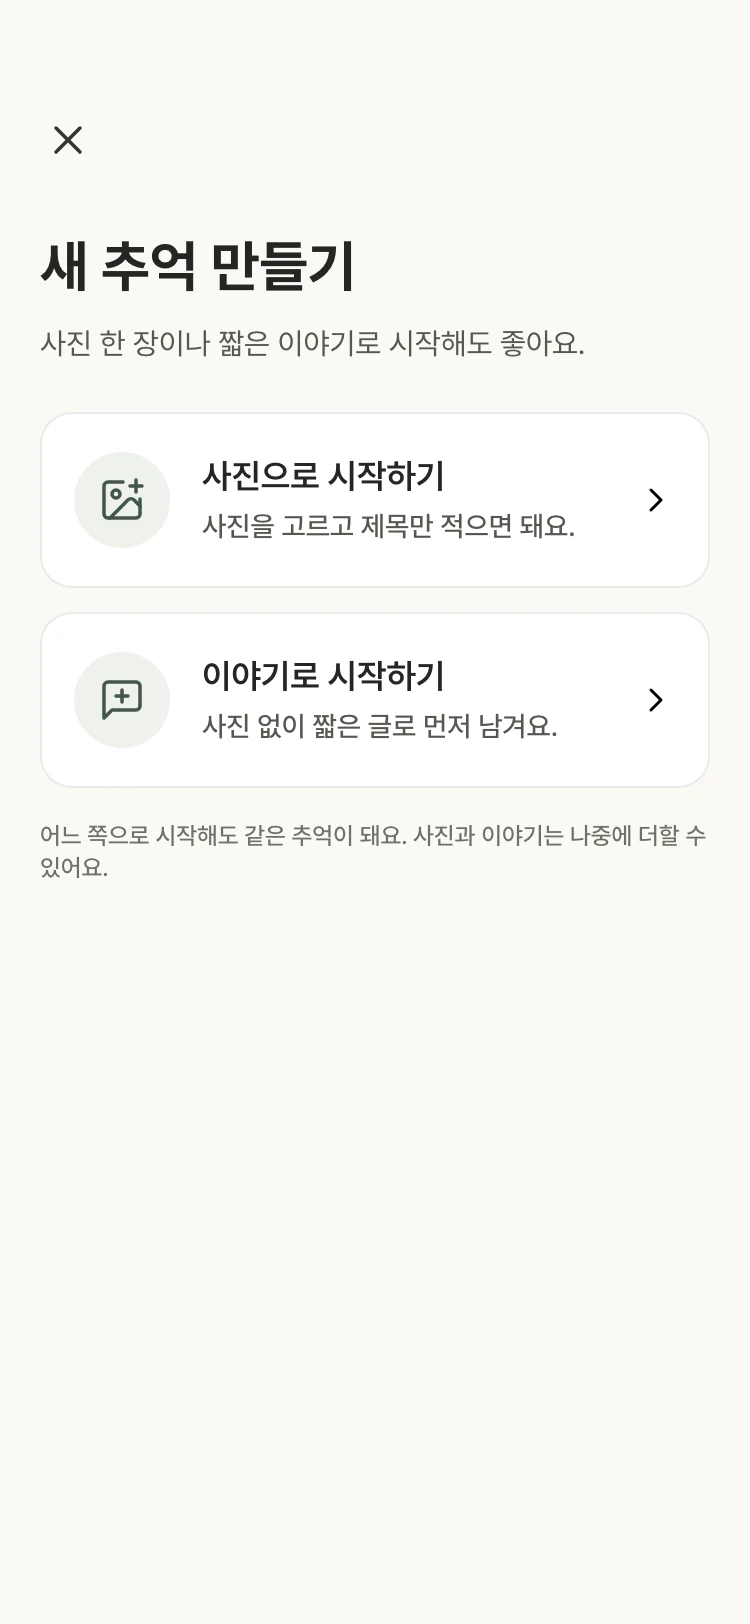 새 추억 만들기
사진 한 장이나 짧은 이야기로 시작해도 좋아요.
사진으로 시작하기
사진을 고르고 제목만 적으면 돼요.
이야기로 시작하기
사진 없이 짧은 글로 먼저 남겨요.
어느 쪽으로 시작해도 같은 추억이 돼요. 사진과 이야기는 나중에 더할 수
있어요.